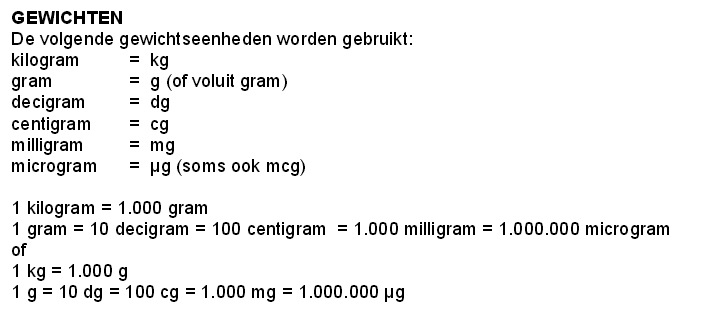 GEWICHTEN
De volgende gewichtseenheden worden gebruikt:
kilogram = kg
gram = g (of voluit gram)
decigram = dg
centigram = cg
milligram = mg
microgram = µg (soms ook mcg)
1 kilogram = 1.000 gram
1 gram = 10 decigram = 100 centigram = 1.000 milligram = 1.000.000 microgram
of
1 kg = 1.000 g
1 g = 10 dg = 100 cg = 1.000 mg = 1.000.000 µg